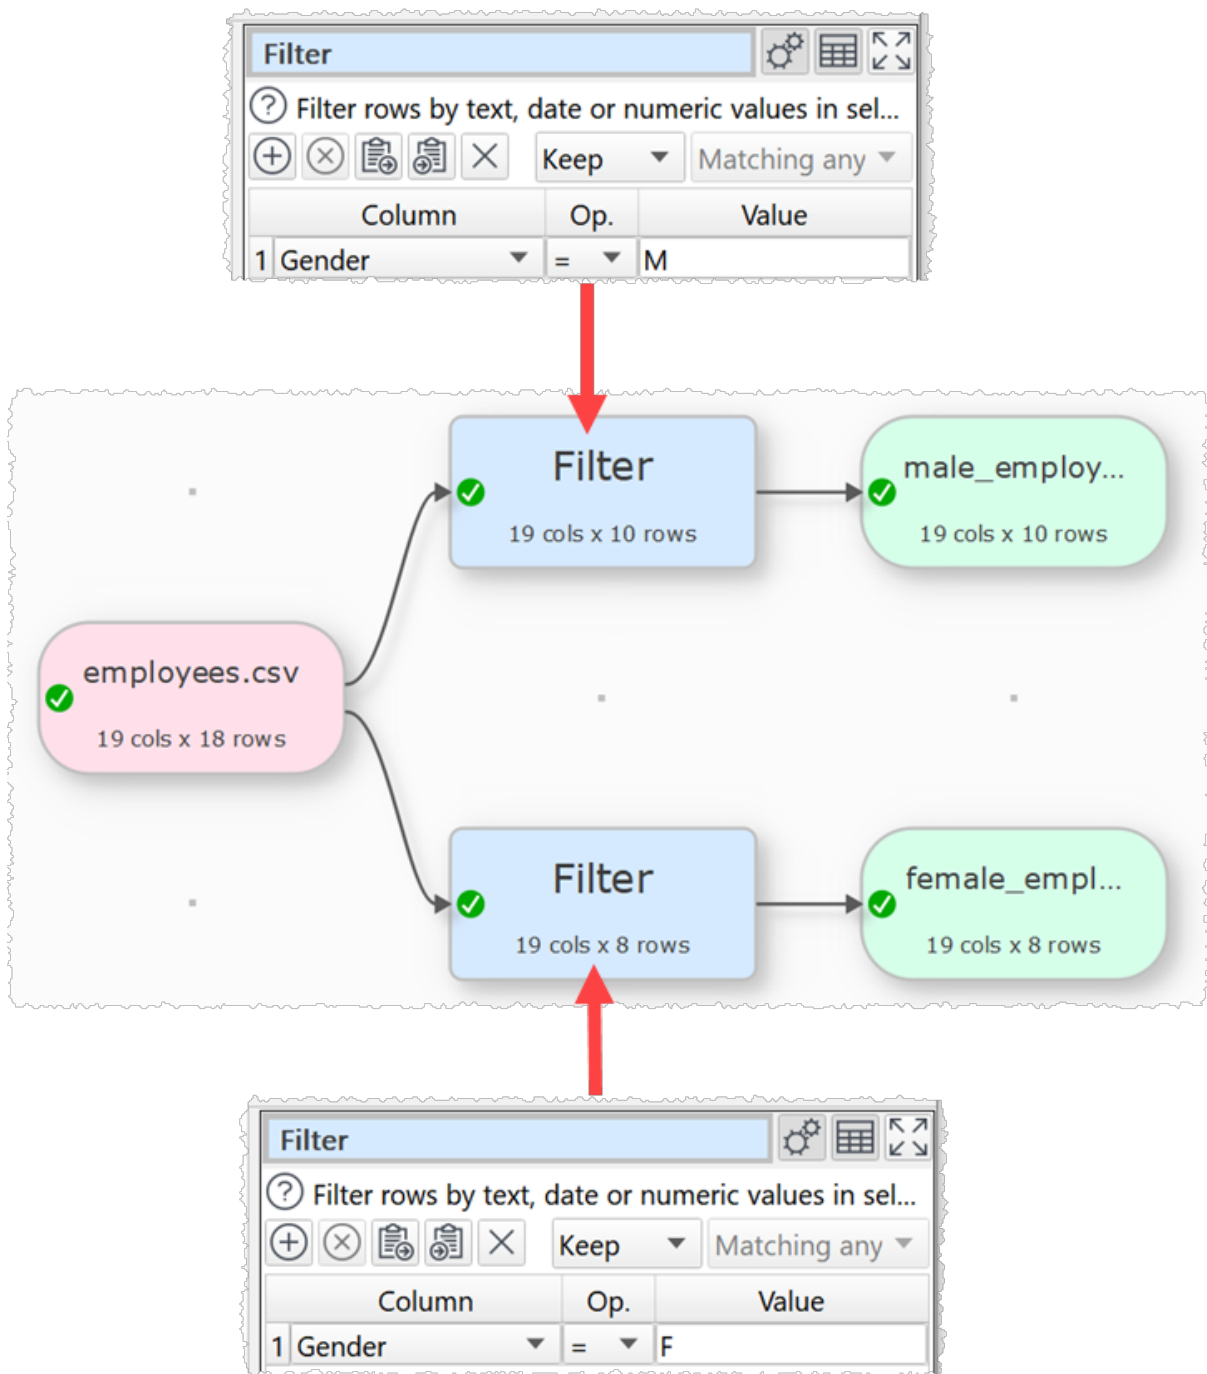 Filter
Filter rows by text, date or numeric values in sel...
Keep Matching any
Column Op. Value
1 Gender = M
Filter
19 cols x 10 rows
male_employ...
19 cols x 10 rows
employees.csv
19 cols x 18 rows
Filter
19 cols x 8 rows
female_empl...
19 cols x 8 rows
Filter
Filter rows by text, date or numeric values in sel...
Keep Matching any
Column Op. Value
1 Gender = F